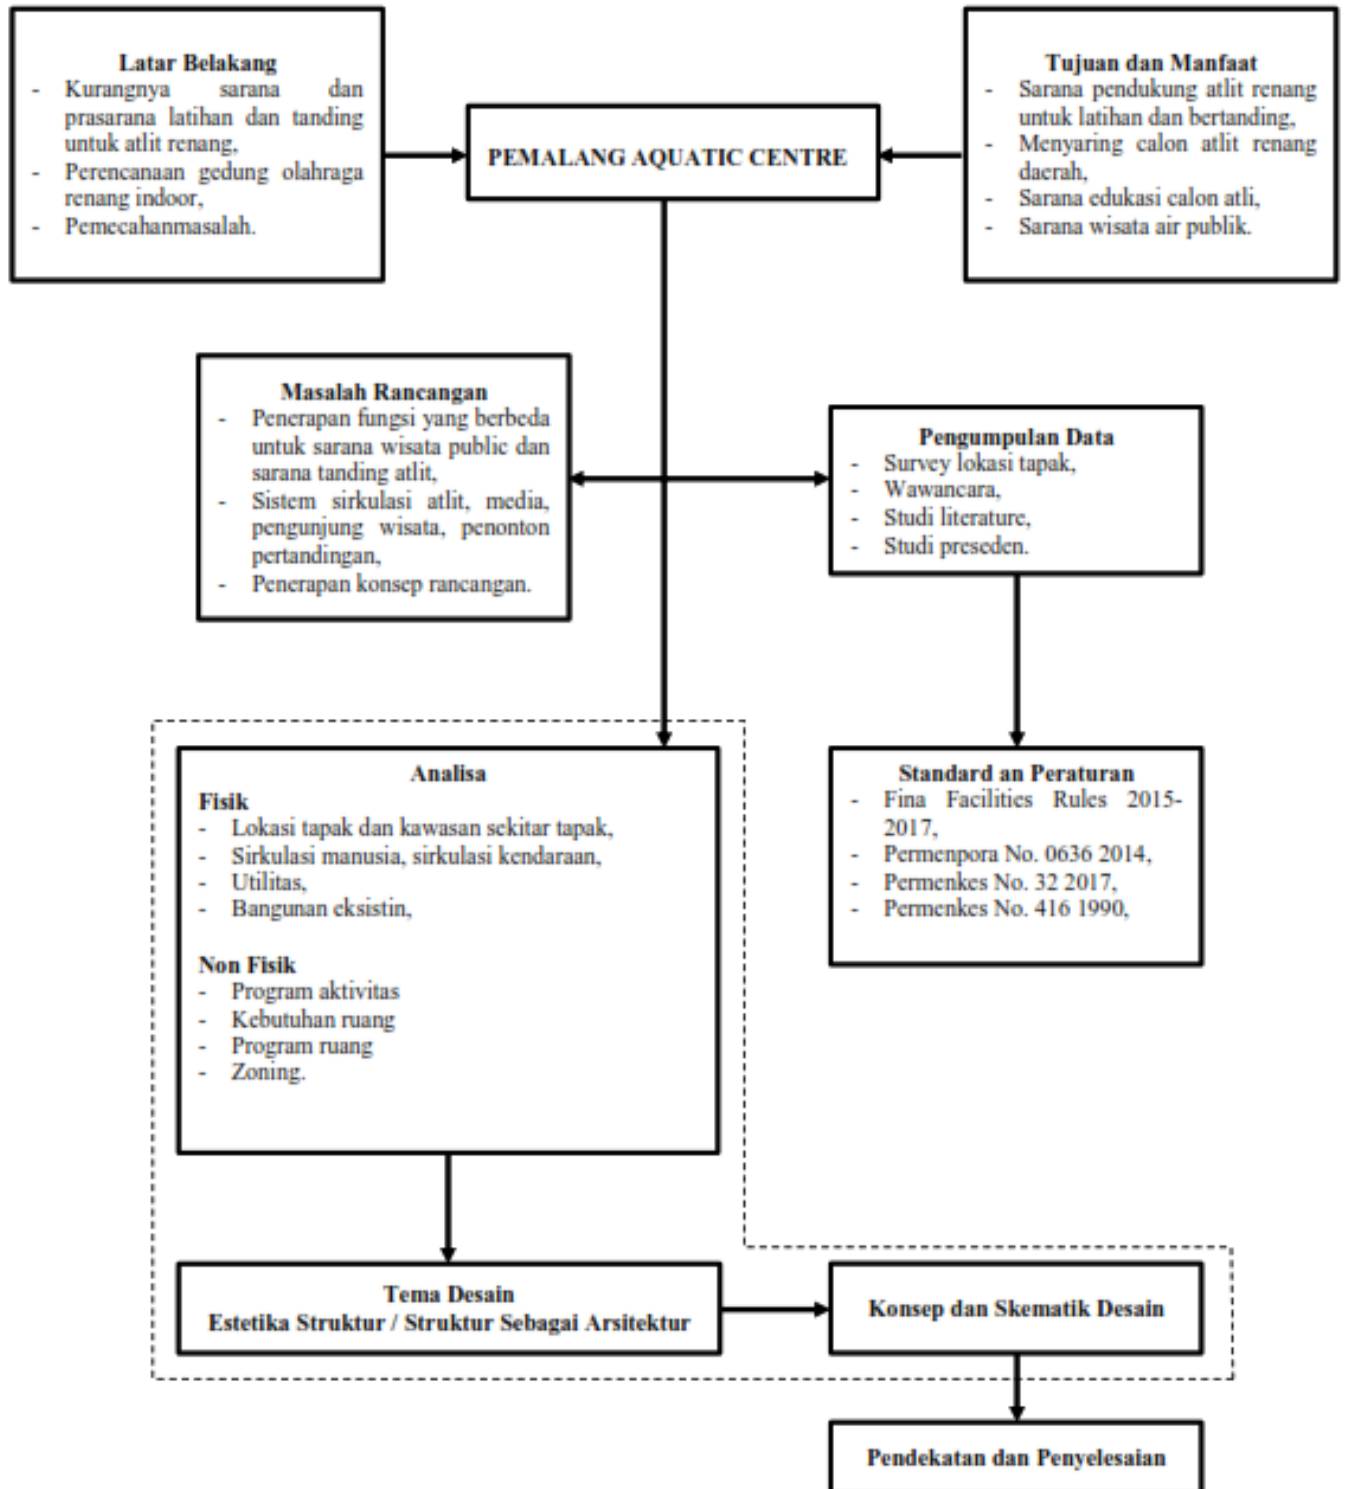 Latar Belakang
- Kurangnya sarana dan
prasarana latihan dan tanding
untuk atlit renang,
- Perencanaan gedung olahraga
renang indoor,
- Pemecahanmasalah.
PEMALANG AQUATIC CENTRE
Tujuan dan Manfaat
- Sarana pendukung atlit renang
untuk latihan dan bertanding,
- Menyaring calon atlit renang
daerah,
- Sarana edukasi calon atli,
- Sarana wisata air publik.
Masalah Rancangan
- Penerapan fungsi yang berbeda
untuk sarana wisata public dan
sarana tanding atlit,
- Sistem sirkulasi atlit, media,
pengunjung wisata, penonton
pertandingan,
- Penerapan konsep rancangan.
Pengumpulan Data
- Survey lokasi tapak,
- Wawancara,
- Studi literature,
- Studi preseden.
Analisa
Fisik
- Lokasi tapak dan kawasan sekitar tapak,
- Sirkulasi manusia, sirkulasi kendaraan,
- Utilitas,
- Bangunan eksistin,
Non Fisik
- Program aktivitas
- Kebutuhan ruang
- Program ruang
- Zoning.
Standard an Peraturan
- Fina Facilities Rules 2015-
2017,
- Permenpora No. 0636 2014,
- Permenkes No. 32 2017,
- Permenkes No. 416 1990,
Tema Desain
Estetika Struktur / Struktur Sebagai Arsitektur
Konsep dan Skematik Desain
Pendekatan dan Penyelesaian